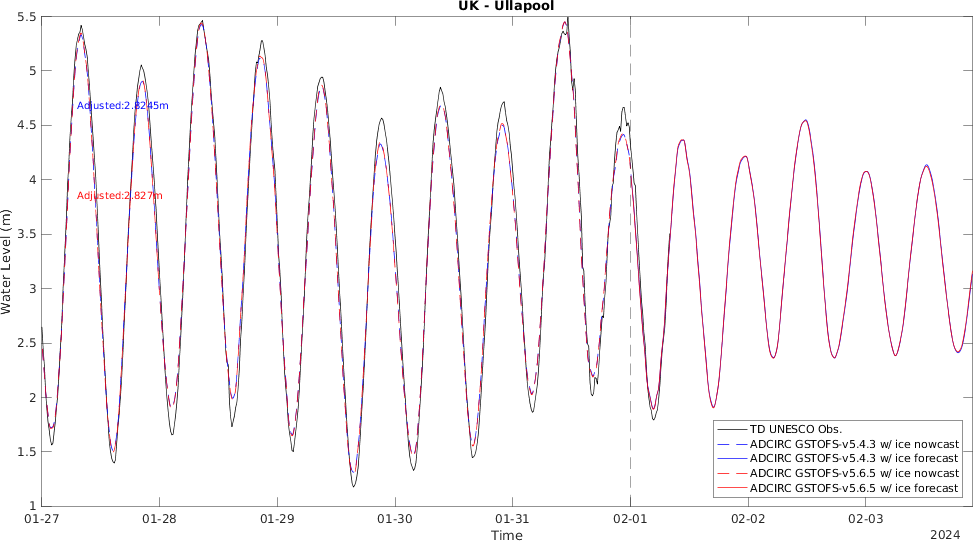 UK - Ullapool
5.5
5
4.5
4
3.5
3
2.5
2
1.5
1
Water Level (m)
Adjusted:2.8245m
Adjusted:2.827m
TD UNESCO Obs.
ADCIRC GSTOFS-v5.4.3 w/ ice nowcast
ADCIRC GSTOFS-v5.4.3 w/ ice forecast
ADCIRC GSTOFS-v5.6.5 w/ ice nowcast
ADCIRC GSTOFS-v5.6.5 w/ ice forecast
01-27 01-28 01-29 01-30 01-31 02-01 02-02 02-03
Time
2024